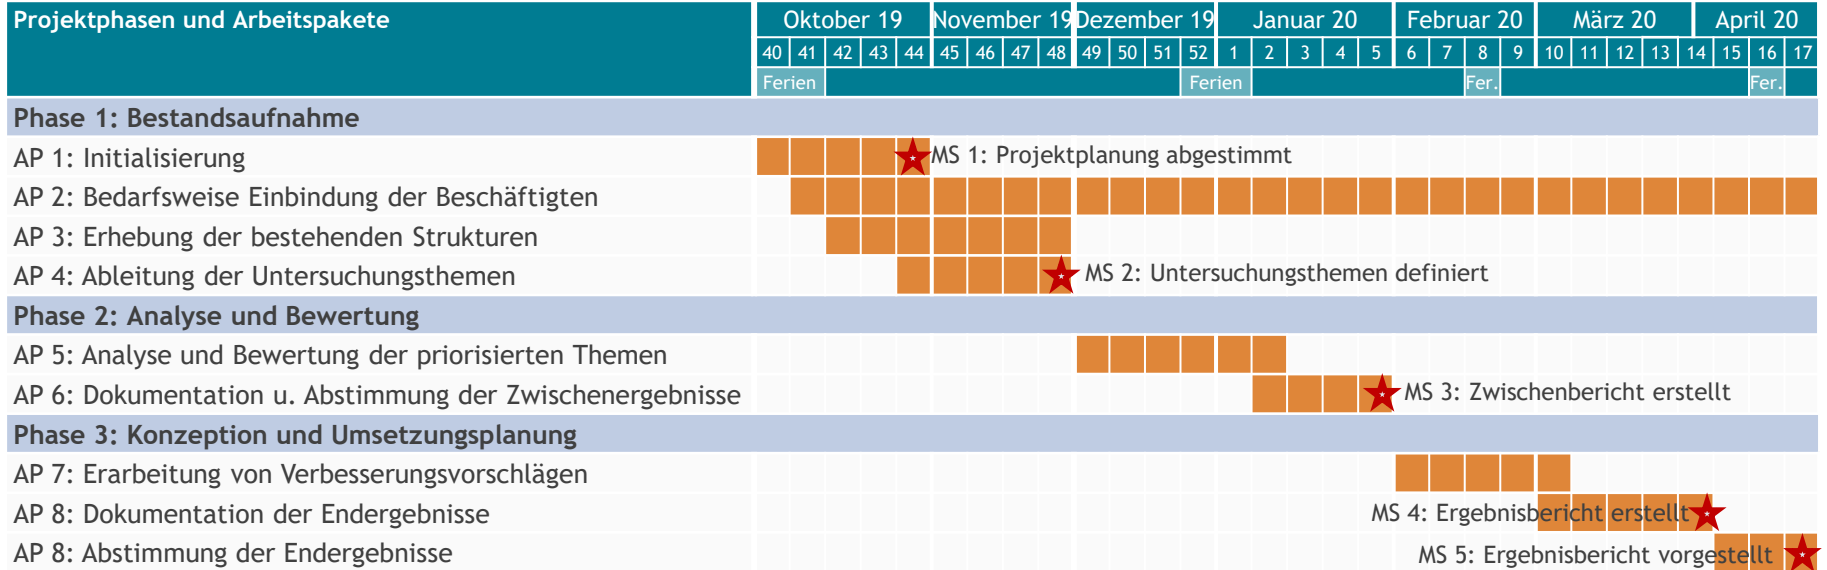 Projektphasen und Arbeitspakete Oktober 19 November 19 Dezember 19 Januar 20 Februar 20 März 20 April 20
40 41 42 43 44 45 46 47 48 49 50 51 52 1 2 3 4 5 6 7 8 9 10 11 12 13 14 15 16 17
Ferien Ferien Fer. Fer.
Phase 1: Bestandsaufnahme
AP 1: Initialisierung MS 1: Projektplanung abgestimmt
AP 2: Bedarfsweise Einbindung der Beschäftigten
AP 3: Erhebung der bestehenden Strukturen
AP 4: Ableitung der Untersuchungsthemen MS 2: Untersuchungsthemen definiert
Phase 2: Analyse und Bewertung
AP 5: Analyse und Bewertung der priorisierten Themen
AP 6: Dokumentation u. Abstimmung der Zwischenergebnisse MS 3: Zwischenbericht erstellt
Phase 3: Konzeption und Umsetzungsplanung
AP 7: Erarbeitung von Verbesserungsvorschlägen
AP 8: Dokumentation der Endergebnisse MS 4: Ergebnisbericht erstellt
AP 8: Abstimmung der Endergebnisse MS 5: Ergebnisbericht vorgestellt